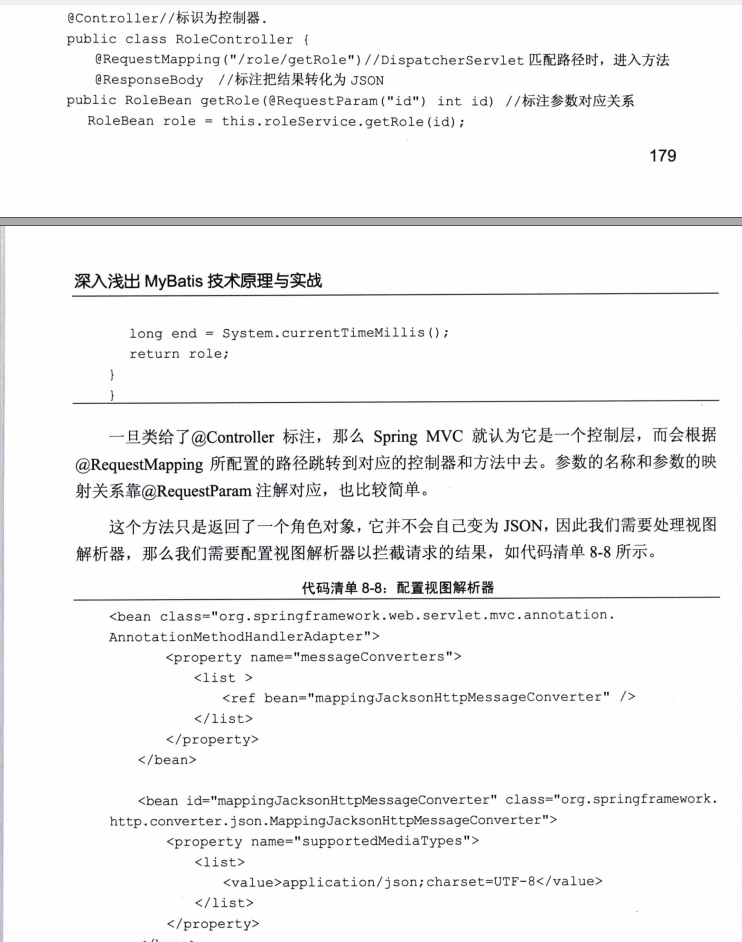 @Controller//标识为控制器.
public class RoleController {
@RequestMapping("/role/getRole")//DispatcherServlet 匹配路径时，进入方法
@ResponseBody //标注把结果转化为 JSON
public RoleBean getRole(@RequestParam("id") int id) //标注参数对应关系
RoleBean role = this.roleService.getRole(id);
179
深入浅出 MyBatis 技术原理与实战
long end = System.currentTimeMillis();
return role;
}
}
一旦类给了@Controller 标注，那么 Spring MVC 就认为它是一个控制层，而会根据
@RequestMapping 所配置的路径跳转到对应的控制器和方法中去。参数的名称和参数的映
射关系靠@RequestParam 注解对应，也比较简单。
这个方法只是返回了一个角色对象，它并不会自己变为 JSON，因此我们需要处理视图
解析器，那么我们需要配置视图解析器以拦截请求的结果，如代码清单 8-8 所示。
代码清单 8-8：配置视图解析器
<bean class="org.springframework.web.servlet.mvc.annotation.
AnnotationMethodHandlerAdapter">
<property name="messageConverters">
<list >
<ref bean="mappingJacksonHttpMessageConverter" />
</list>
</property>
</bean>
<bean id="mappingJacksonHttpMessageConverter" class="org.springframework.
http.converter.json.MappingJacksonHttpMessageConverter">
<property name="supportedMediaTypes">
<list>
<value>application/json;charset=UTF-8</value>
</list>
</property>